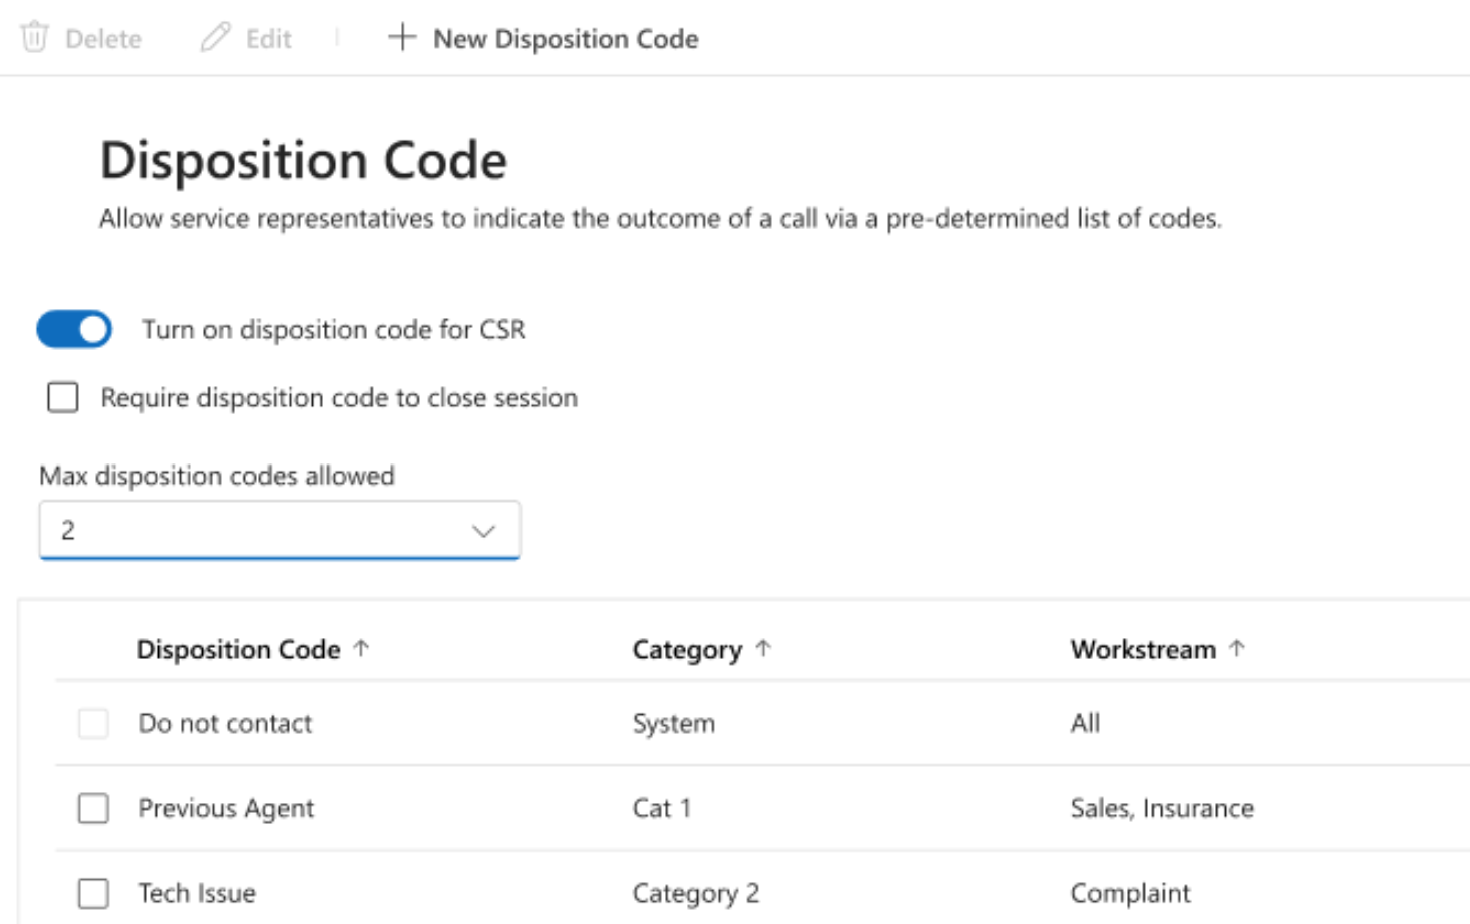 Delete Edit New Disposition Code
Disposition Code
Allow service representatives to indicate the outcome of a call via a pre-determined list of codes.
Turn on disposition code for CSR
Require disposition code to close session
Max disposition codes allowed
2
Disposition Code ↑ Category ↑ Workstream ↑
Do not contact System All
Previous Agent Cat 1 Sales, Insurance
Tech Issue Category 2 Complaint